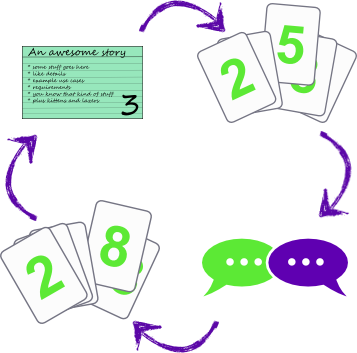 An awesome story
* some stuff goes here
* like details
* example use cases
* requirements
* you know that kind of stuff
* plus kittens and lazers
3
2
5
8
2